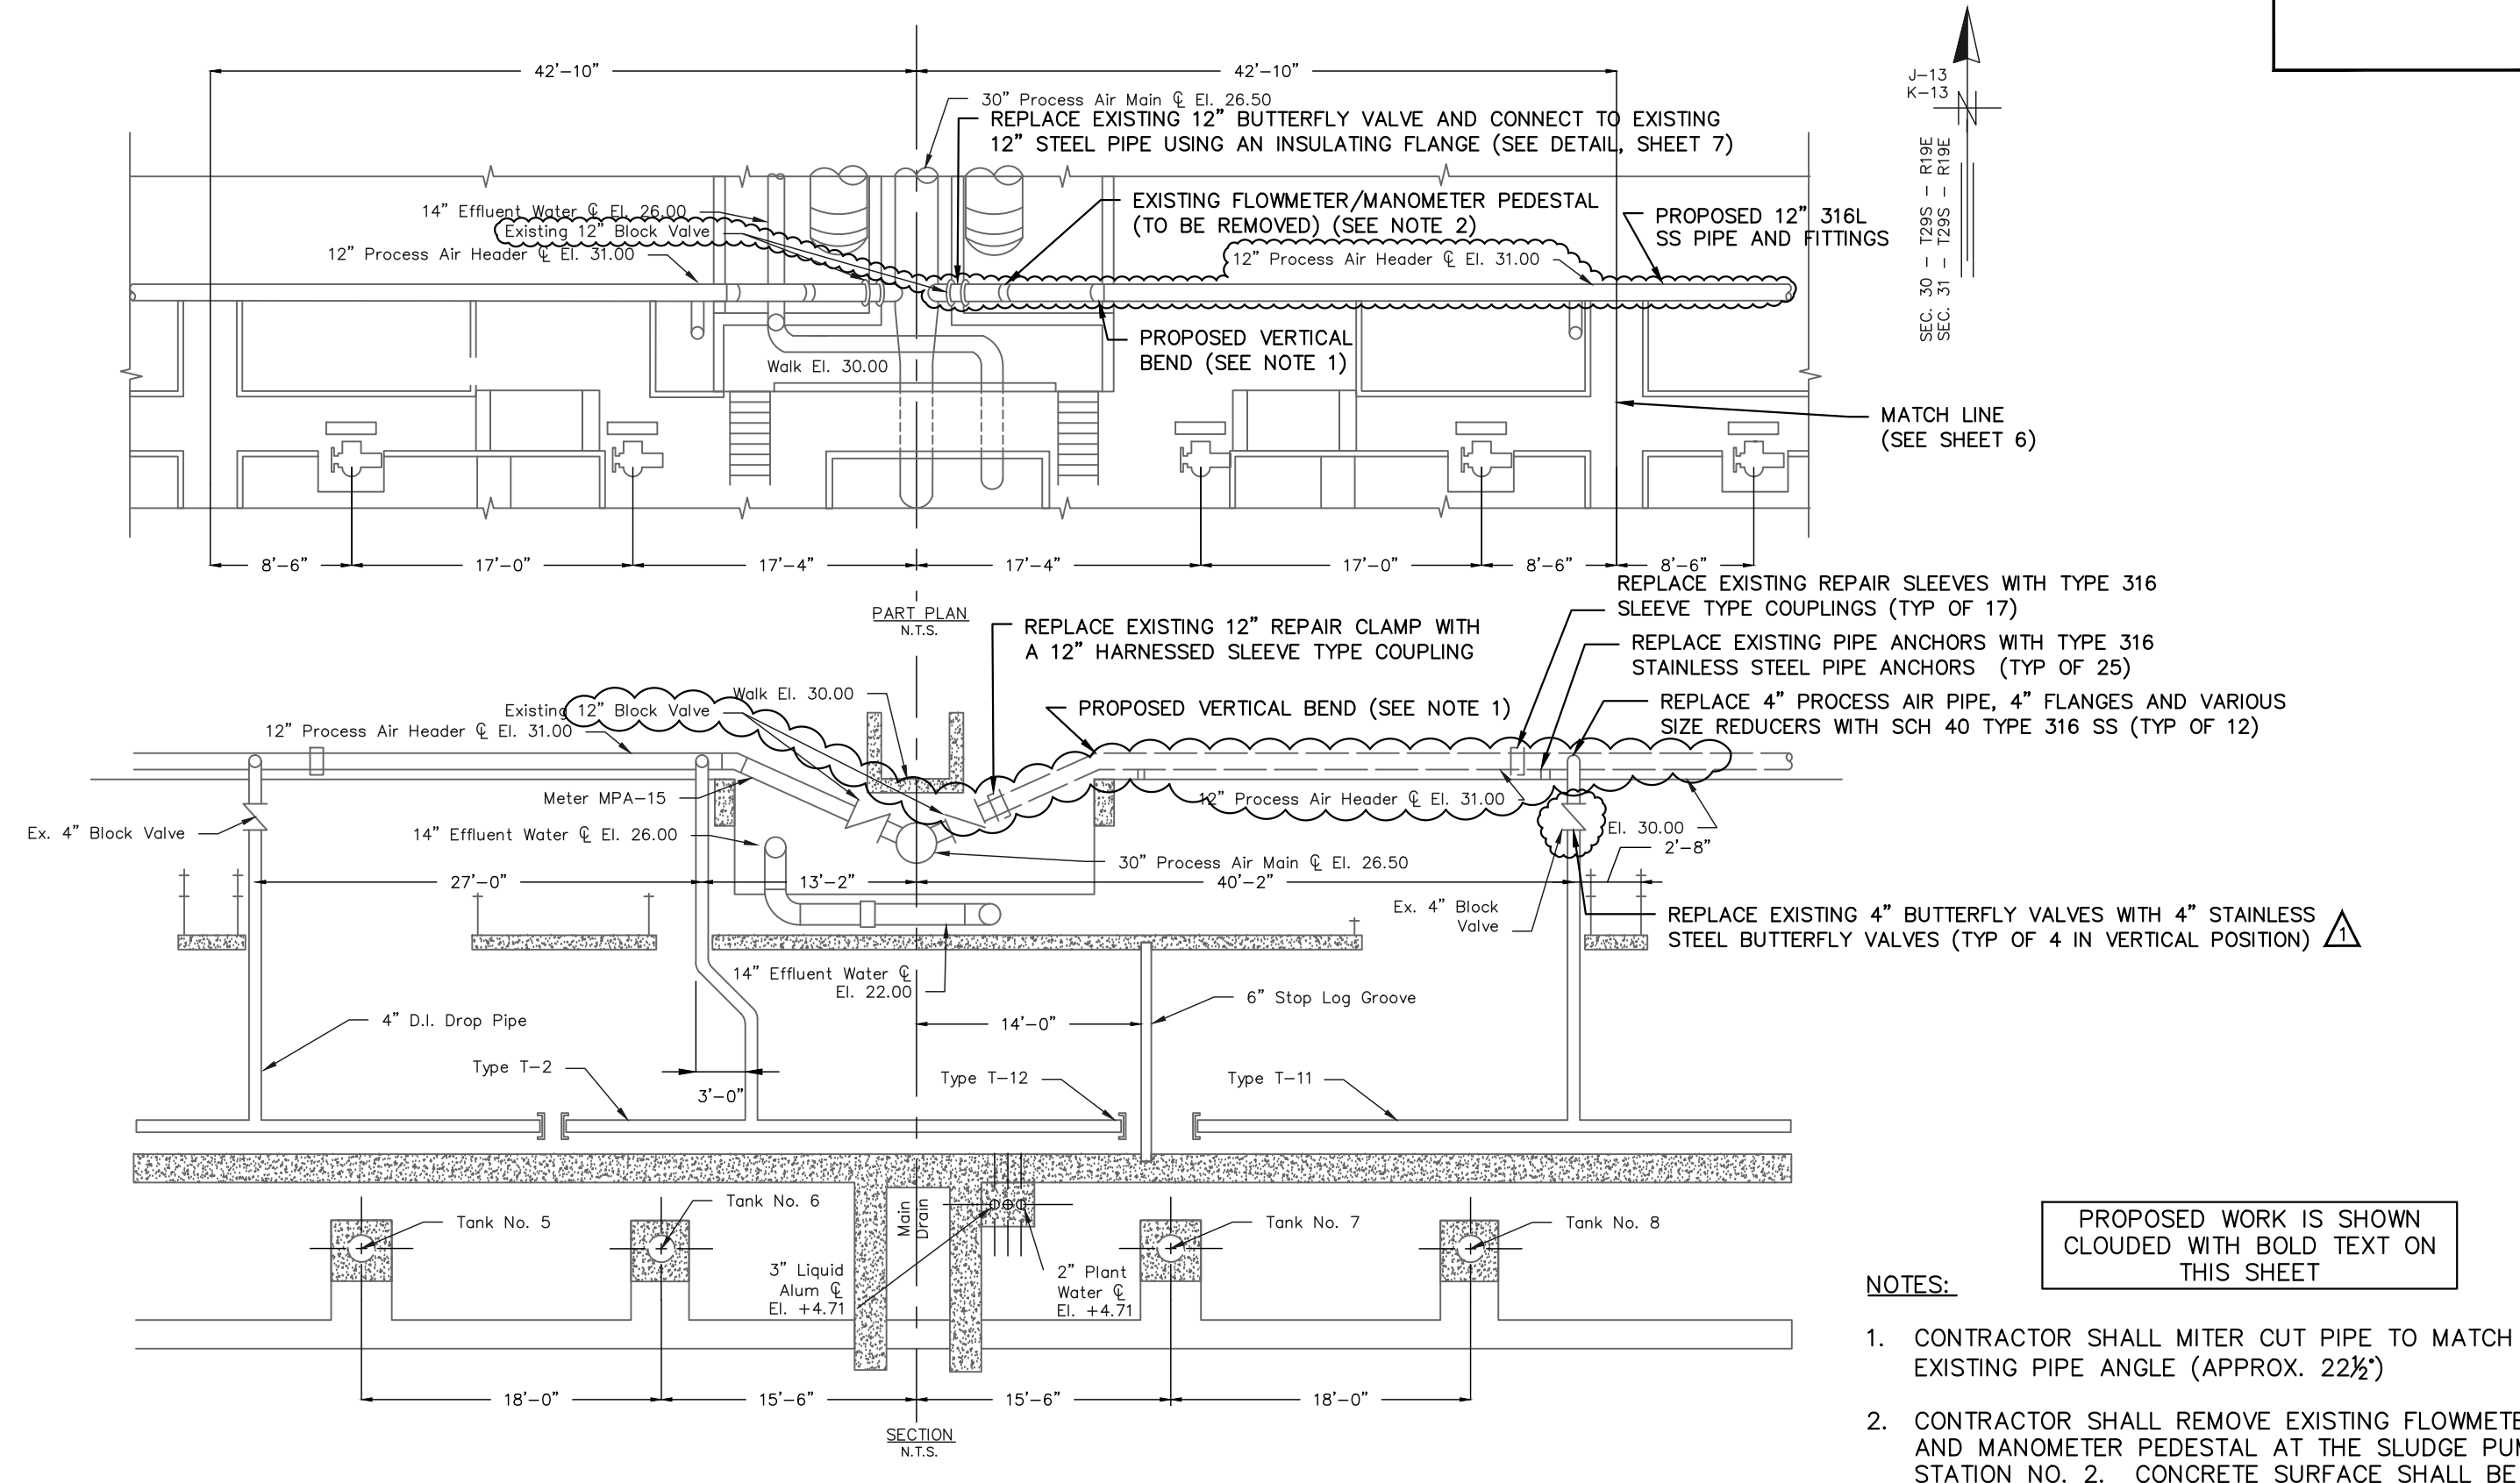 42'-10"
42'-10"
30" Process Air Main ℄ El. 26.50
REPLACE EXISTING 12" BUTTERFLY VALVE AND CONNECT TO EXISTING
12" STEEL PIPE USING AN INSULATING FLANGE (SEE DETAIL, SHEET 7)
J-13
K-13
N
SEC. 30 - T29S - R19E
SEC. 31 - T29S - R19E
14" Effluent Water ℄ El. 26.00
Existing 12" Block Valve
12" Process Air Header ℄ El. 31.00
EXISTING FLOWMETER/MANOMETER PEDESTAL
(TO BE REMOVED) (SEE NOTE 2)
12" Process Air Header ℄ El. 31.00
PROPOSED 12" 316L
SS PIPE AND FITTINGS
PROPOSED VERTICAL
BEND (SEE NOTE 1)
Walk El. 30.00
MATCH LINE
(SEE SHEET 6)
8'-6"
17'-0"
17'-4"
17'-4"
17'-0"
8'-6"
8'-6"
PART PLAN
N.T.S.
REPLACE EXISTING 12" REPAIR CLAMP WITH
A 12" HARNESSED SLEEVE TYPE COUPLING
REPLACE EXISTING REPAIR SLEEVES WITH TYPE 316
SLEEVE TYPE COUPLINGS (TYP OF 17)
REPLACE EXISTING PIPE ANCHORS WITH TYPE 316
STAINLESS STEEL PIPE ANCHORS (TYP OF 25)
REPLACE 4" PROCESS AIR PIPE, 4" FLANGES AND VARIOUS
SIZE REDUCERS WITH SCH 40 TYPE 316 SS (TYP OF 12)
Walk El. 30.00
Existing 12" Block Valve
12" Process Air Header ℄ El. 31.00
PROPOSED VERTICAL BEND (SEE NOTE 1)
Meter MPA-15
12" Process Air Header ℄ El. 31.00
Ex. 4" Block Valve
14" Effluent Water ℄ El. 26.00
El. 30.00
2'-8"
30" Process Air Main ℄ El. 26.50
27'-0"
13'-2"
40'-2"
Ex. 4" Block
Valve
REPLACE EXISTING 4" BUTTERFLY VALVES WITH 4" STAINLESS
STEEL BUTTERFLY VALVES (TYP OF 4 IN VERTICAL POSITION)
1
14" Effluent Water ℄
El. 22.00
6" Stop Log Groove
4" D.I. Drop Pipe
14'-0"
Type T-2
Type T-12
Type T-11
3'-0"
Tank No. 5
Tank No. 6
Main
Drain
Tank No. 7
Tank No. 8
3" Liquid
Alum ℄
El. +4.71
2" Plant
Water ℄
El. +4.71
18'-0"
15'-6"
15'-6"
18'-0"
SECTION
N.T.S.
PROPOSED WORK IS SHOWN
CLOUDED WITH BOLD TEXT ON
THIS SHEET
NOTES:
1. CONTRACTOR SHALL MITER CUT PIPE TO MATCH
EXISTING PIPE ANGLE (APPROX. 22½°)
2. CONTRACTOR SHALL REMOVE EXISTING FLOWMETE
AND MANOMETER PEDESTAL AT THE SLUDGE PUM
STATION NO. 2. CONCRETE SURFACE SHALL BE